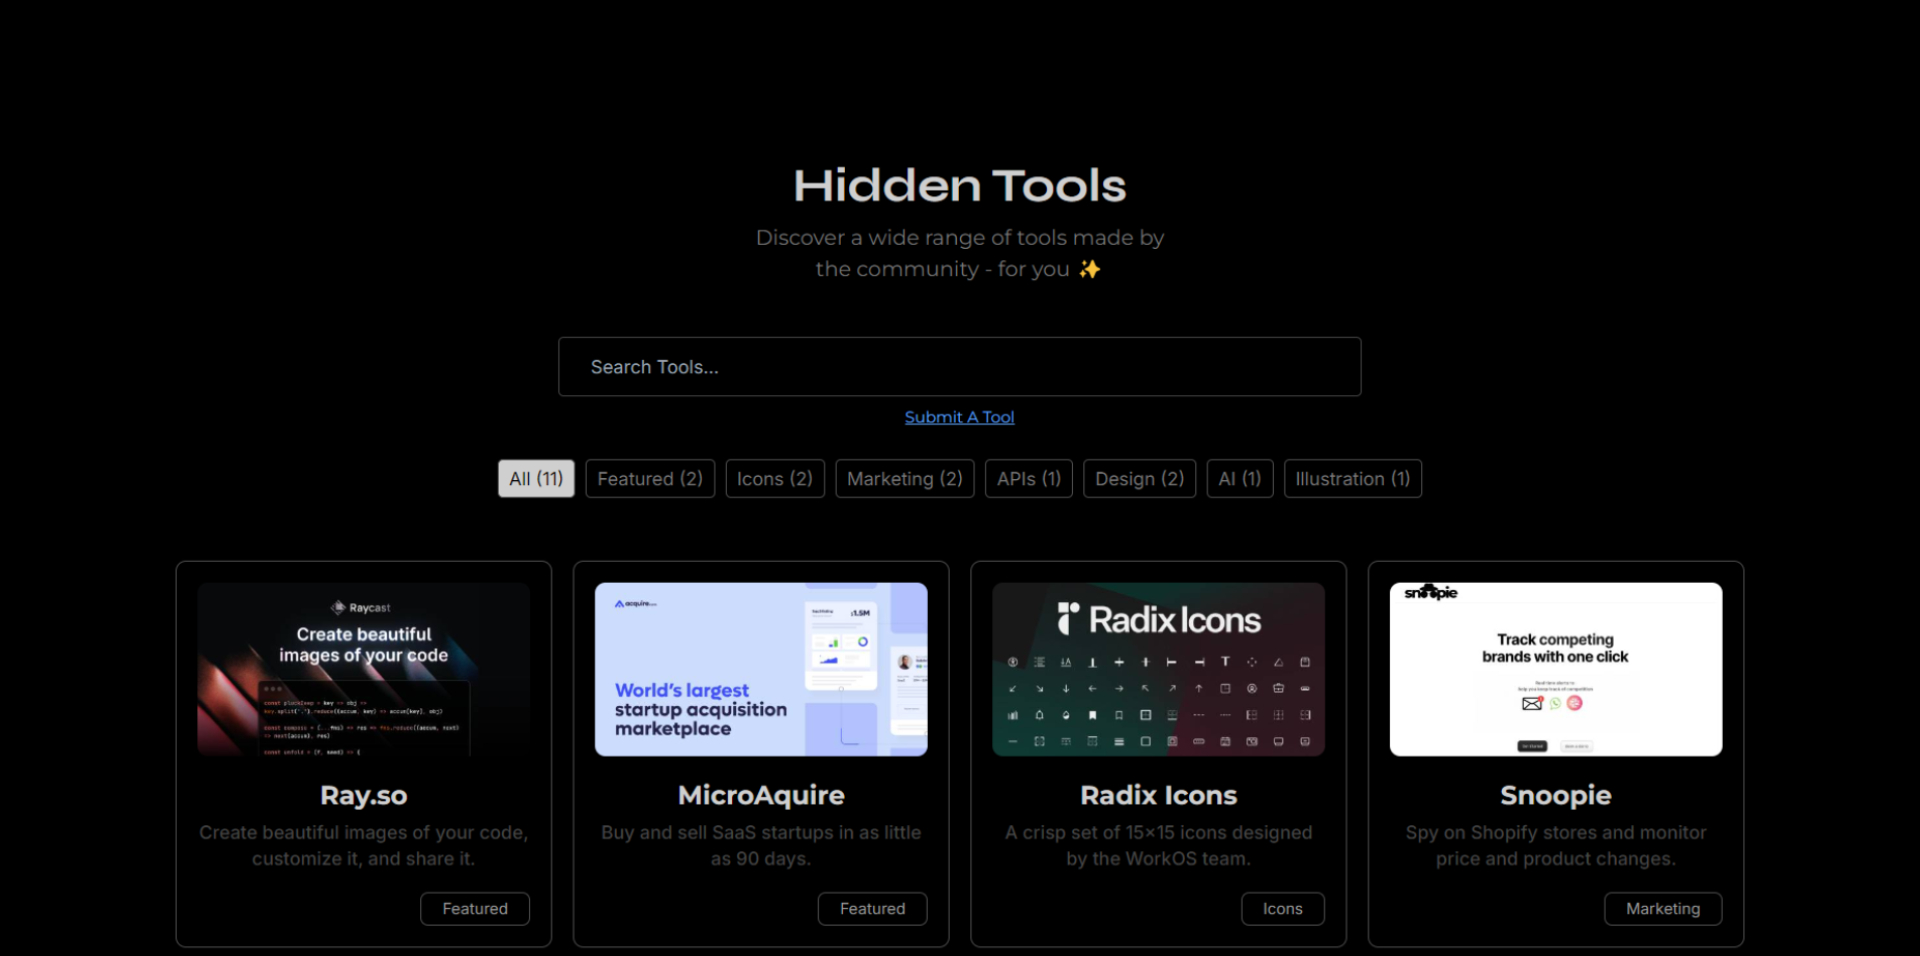 Hidden Tools
Discover a wide range of tools made by
the community - for you ✨
Search Tools...
Submit A Tool
All (11)
Featured (2)
Icons (2)
Marketing (2)
APIs (1)
Design (2)
AI (1)
Illustration (1)
Raycast
Create beautiful
images of your code
Ray.so
Create beautiful images of your code,
customize it, and share it.
Featured
acquire.com
$1.5M
World's largest
startup acquisition
marketplace
MicroAquire
Buy and sell SaaS startups in as little
as 90 days.
Featured
Radix Icons
Radix Icons
A crisp set of 15×15 icons designed
by the WorkOS team.
Icons
snoopie
Track competing
brands with one click
Snoopie
Spy on Shopify stores and monitor
price and product changes.
Marketing